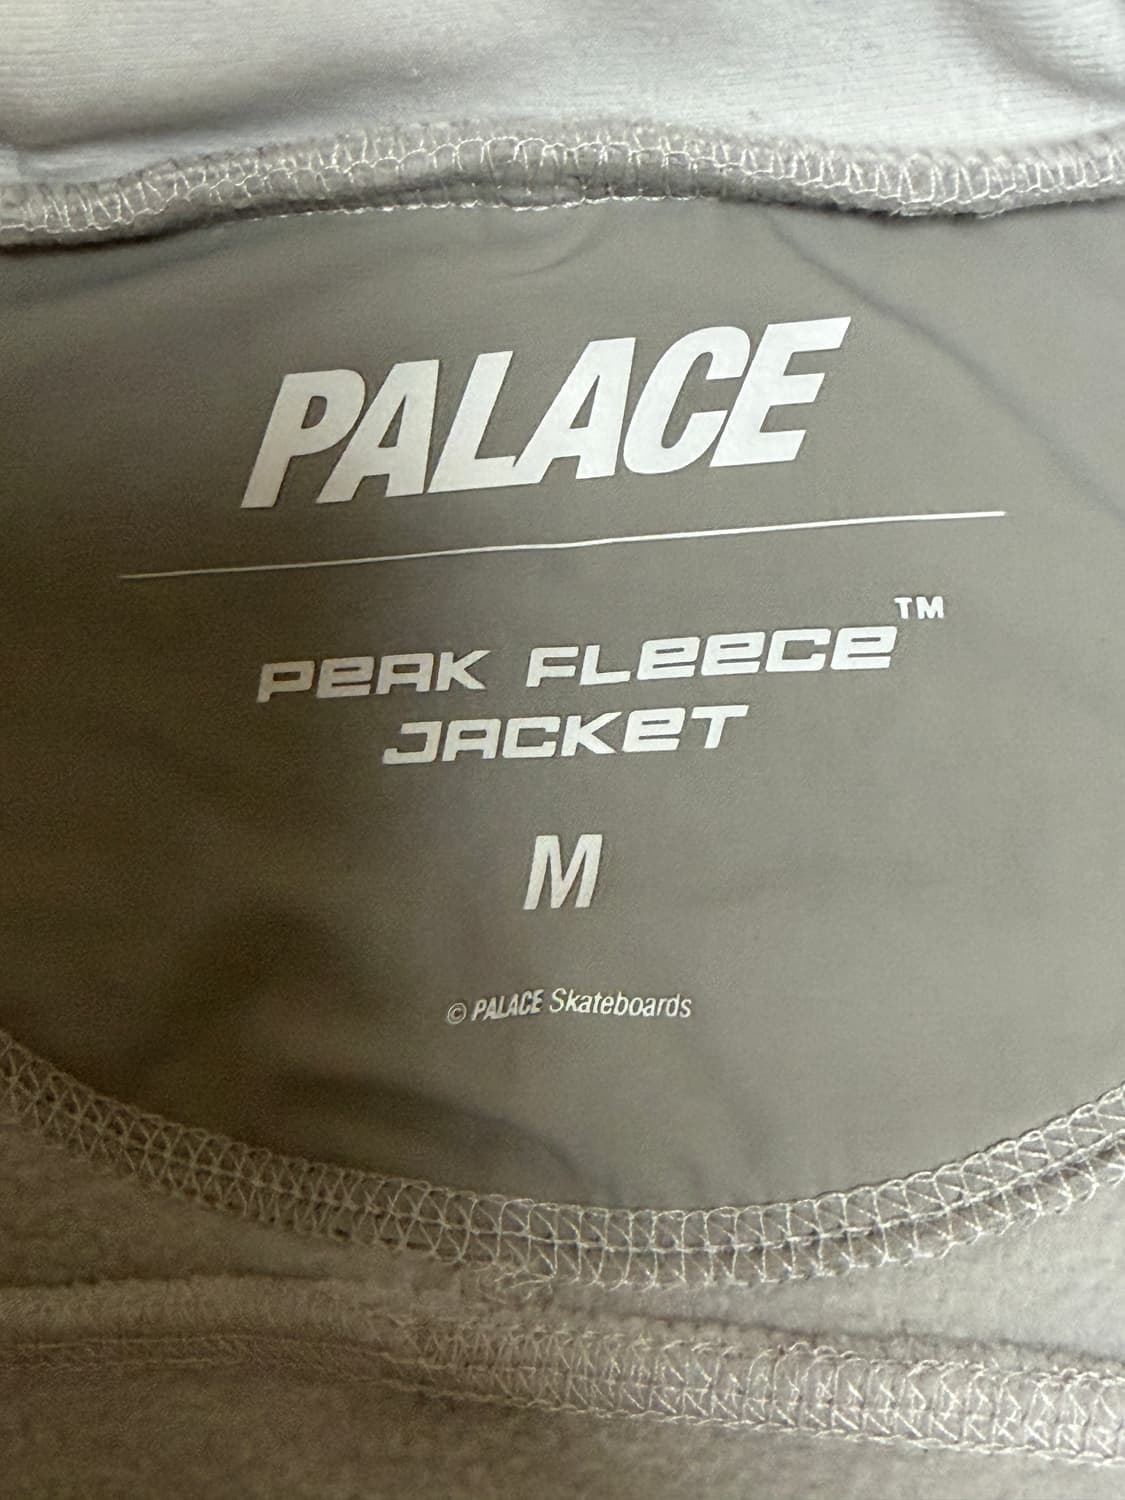 PALACE
PEAK FLEECE™
JACKET
M
© PALACE Skateboards